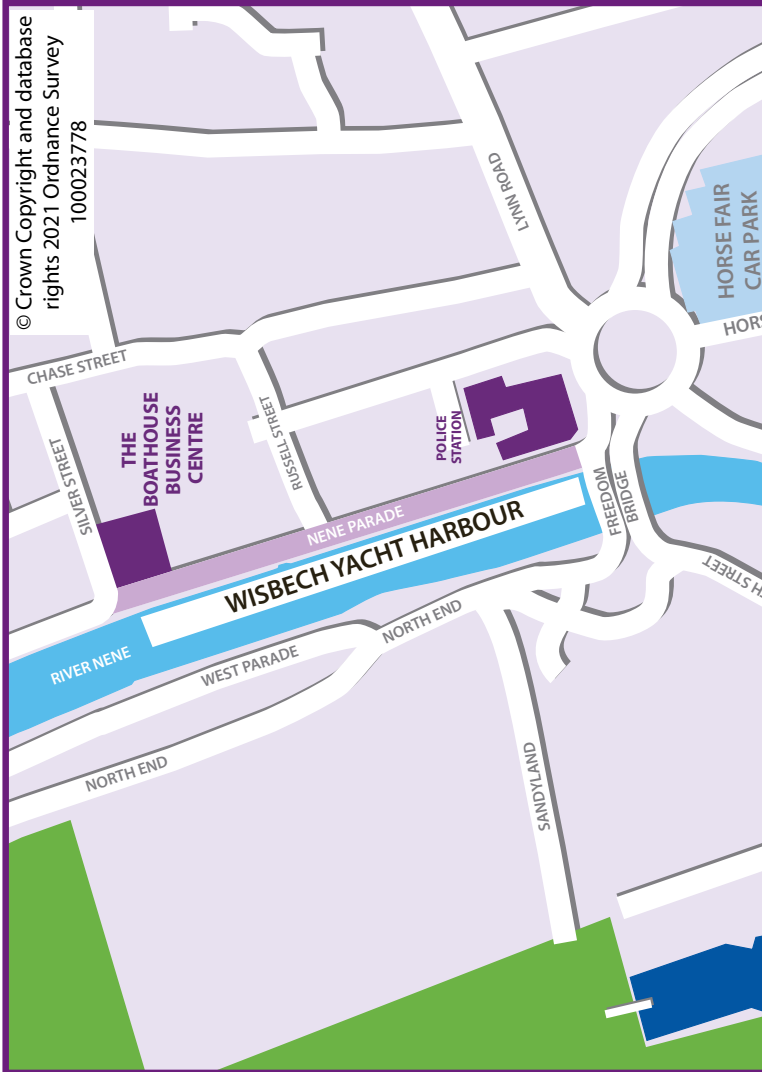 © Crown Copyright and database
rights 2021 Ordnance Survey
100023778
LYNN ROAD
HORSE FAIR
CAR PARK
CHASE STREET
THE
BOATHOUSE
BUSINESS
CENTRE
RUSSELL STREET
POLICE
STATION
SILVER STREET
NENE PARADE
FREEDOM
BRIDGE
WISBECH YACHT HARBOUR
RIVER NENE
WEST PARADE
NORTH END
NORTH END
SANDYLAND
HORS
H STREET